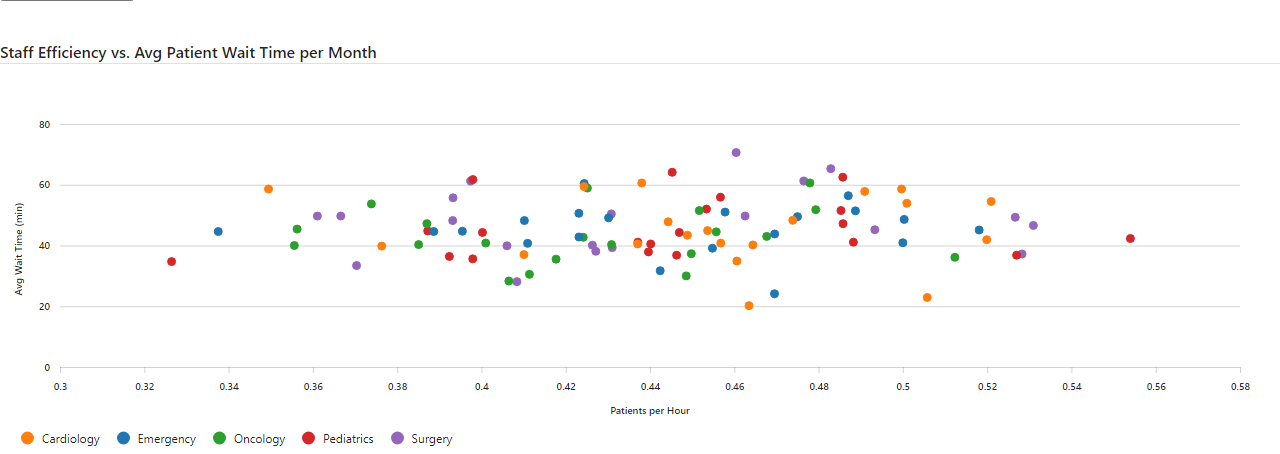 Staff Efficiency vs. Avg Patient Wait Time per Month
80
60
40
20
0
Avg Wait Time (min)
0.3 0.32 0.34 0.36 0.38 0.4 0.42 0.44 0.46 0.48 0.5 0.52 0.54 0.56 0.58
Patients per Hour
Cardiology Emergency Oncology Pediatrics Surgery